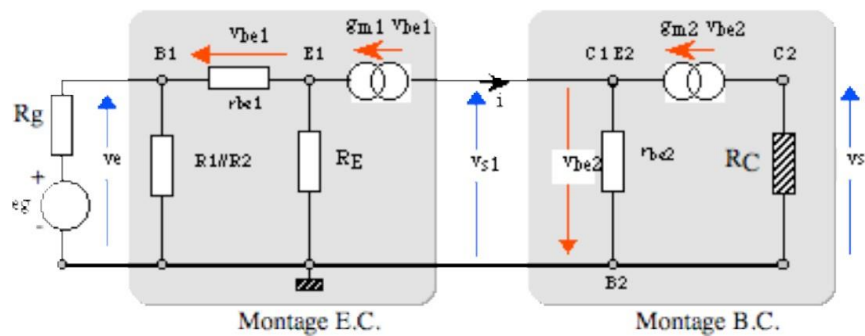 gm1 vbe1
gm2 vbe2
vbe1
B1
E1
C1 E2
C2
rbe1
i
Rg
ve
R1//R2
RE
vs1
vbe2
rbe2
RC
vs
+
eg
-
B2
Montage E.C.
Montage B.C.